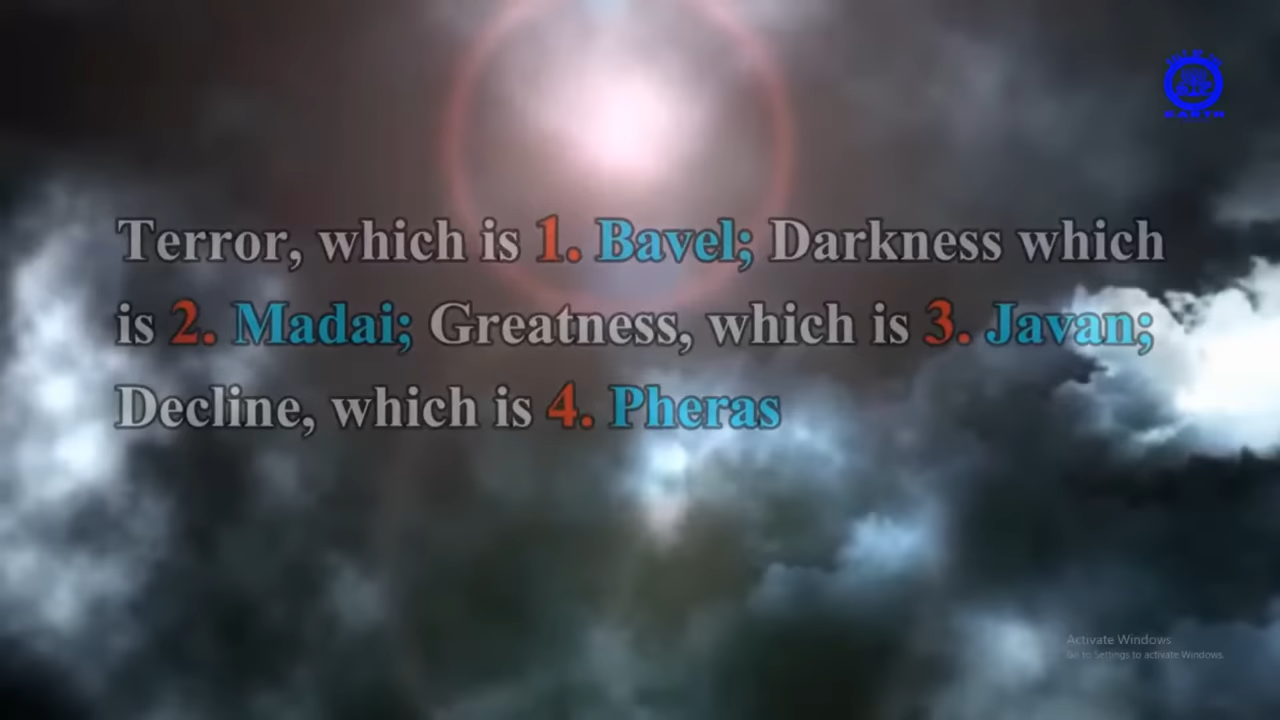 Terror, which is 1. Bavel; Darkness which
is 2. Madai; Greatness, which is 3. Javan;
Decline, which is 4. Pheras
EARTH
Activate Windows
Go to Settings to activate Windows.